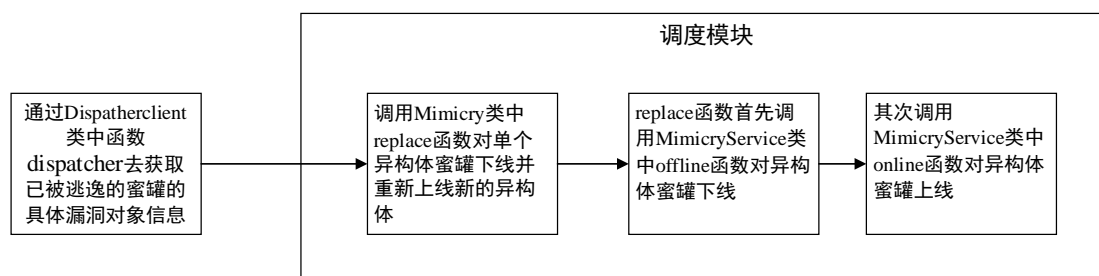 调度模块
通过Dispatherclient
类中函数
dispatcher去获取
已被逃逸的蜜罐的
具体漏洞对象信息
调用Mimicry类中
replace函数对单个
异构体蜜罐下线并
重新上线新的异构
体
replace函数首先调
用MimicryService类
中offline函数对异构
体蜜罐下线
其次调用
MimicryService类中
online函数对异构体
蜜罐上线